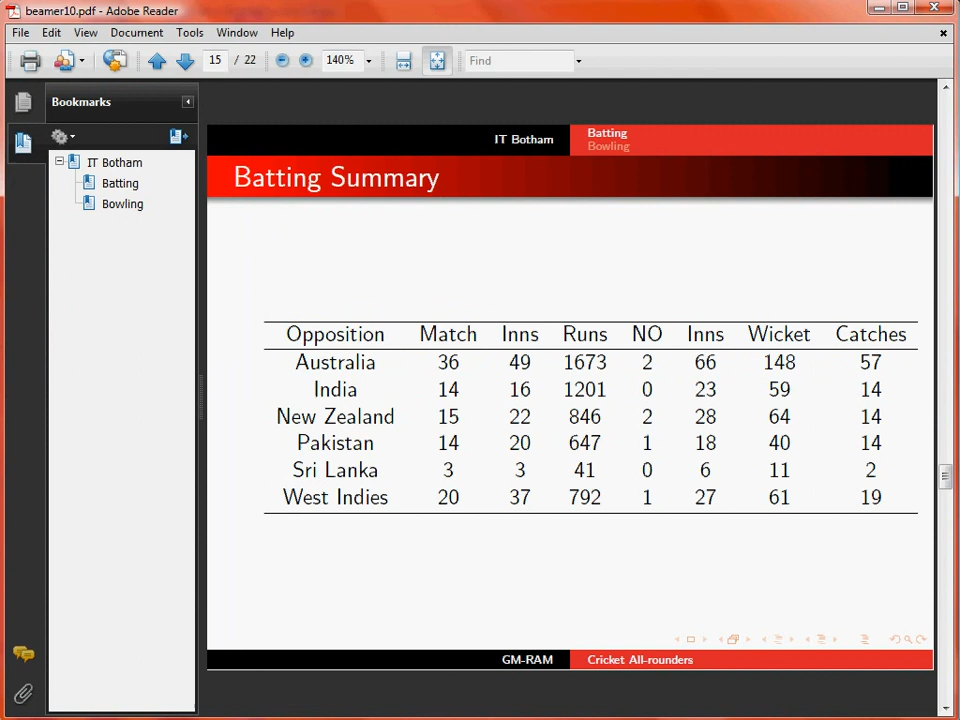 beamer10.pdf - Adobe Reader
File Edit View Document Tools Window Help
15 / 22 140% Find
Bookmarks
IT Botham
Batting
Bowling
IT Botham Batting
Bowling
Batting Summary
Opposition Match Inns Runs NO Inns Wicket Catches
Australia 36 49 1673 2 66 148 57
India 14 16 1201 0 23 59 14
New Zealand 15 22 846 2 28 64 14
Pakistan 14 20 647 1 18 40 14
Sri Lanka 3 3 41 0 6 11 2
West Indies 20 37 792 1 27 61 19
GM-RAM Cricket All-rounders